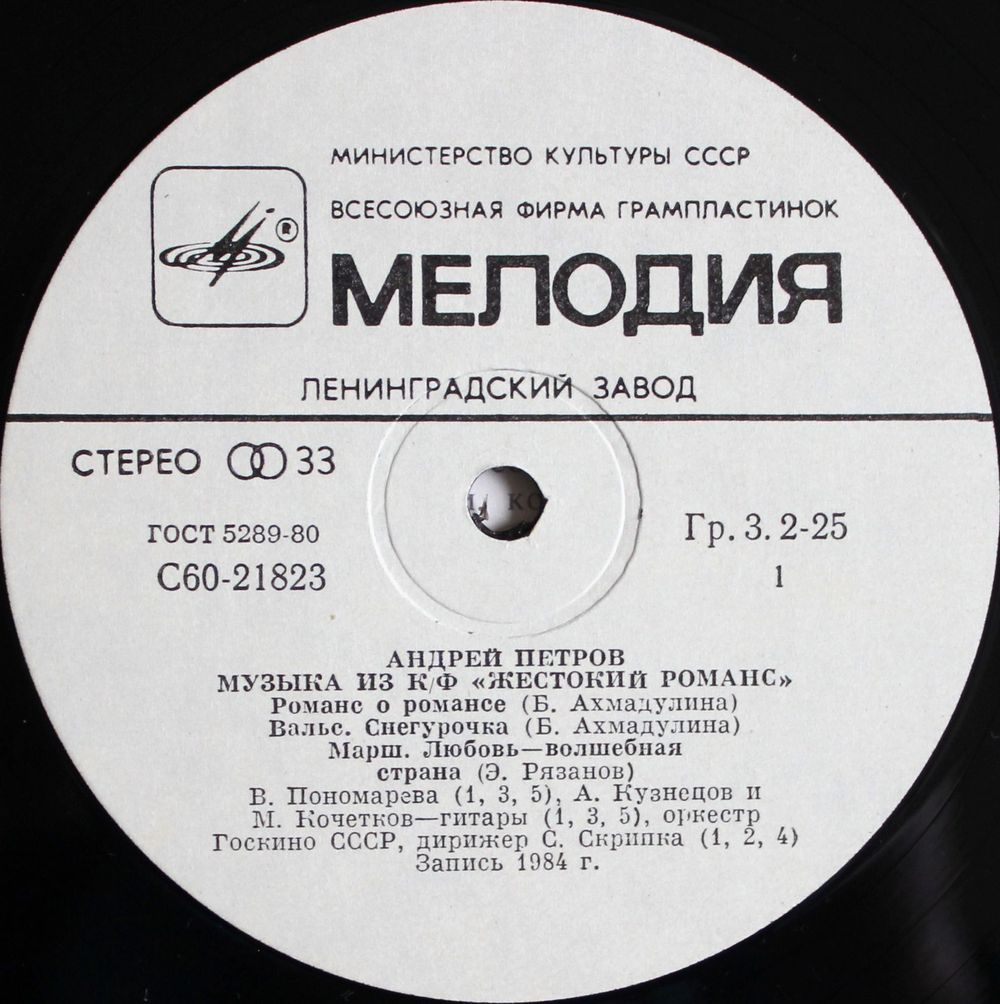 МИНИСТЕРСТВО КУЛЬТУРЫ СССР
ВСЕСОЮЗНАЯ ФИРМА ГРАМПЛАСТИНОК
®
МЕЛОДИЯ
ЛЕНИНГРАДСКИЙ ЗАВОД
СТЕРЕО 33
ГОСТ 5289-80
С60-21823
Гр. 3. 2-25
1
АНДРЕЙ ПЕТРОВ
МУЗЫКА ИЗ К/Ф «ЖЕСТОКИЙ РОМАНС»
Романс о романсе (Б. Ахмадулина)
Вальс. Снегурочка (Б. Ахмадулина)
Марш. Любовь—волшебная
страна (Э. Рязанов)
В. Пономарева (1, 3, 5), А. Кузнецов и
М. Кочетков—гитары (1, 3, 5), оркестр
Госкино СССР, дирижер С. Скрипка (1, 2, 4)
Запись 1984 г.